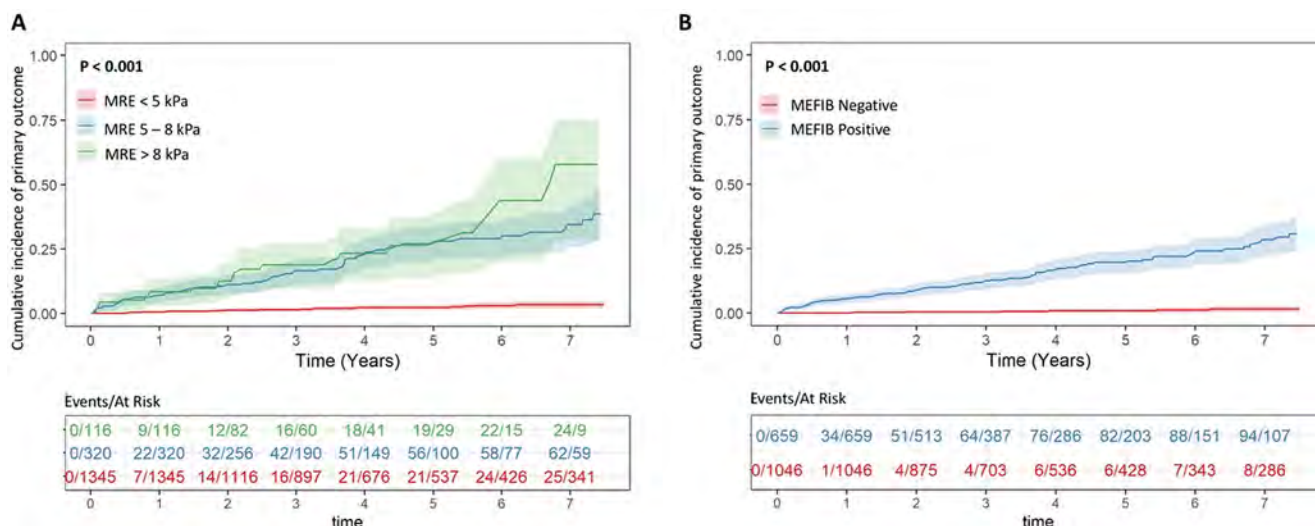 A
Cumulative incidence of primary outcome
1.00
0.75
0.50
0.25
0.00
P < 0.001
MRE < 5 kPa
MRE 5 – 8 kPa
MRE > 8 kPa
0 1 2 3 4 5 6 7
Time (Years)
Events/At Risk
0/116 9/116 12/82 16/60 18/41 19/29 22/15 24/9
0/320 22/320 32/256 42/190 51/149 56/100 58/77 62/59
0/1345 7/1345 14/1116 16/897 21/676 21/537 24/426 25/341
0 1 2 3 4 5 6 7
time
B
Cumulative incidence of primary outcome
1.00
0.75
0.50
0.25
0.00
P < 0.001
MEFIB Negative
MEFIB Positive
0 1 2 3 4 5 6 7
Time (Years)
Events/At Risk
0/659 34/659 51/513 64/387 76/286 82/203 88/151 94/107
0/1046 1/1046 4/875 4/703 6/536 6/428 7/343 8/286
0 1 2 3 4 5 6 7
time